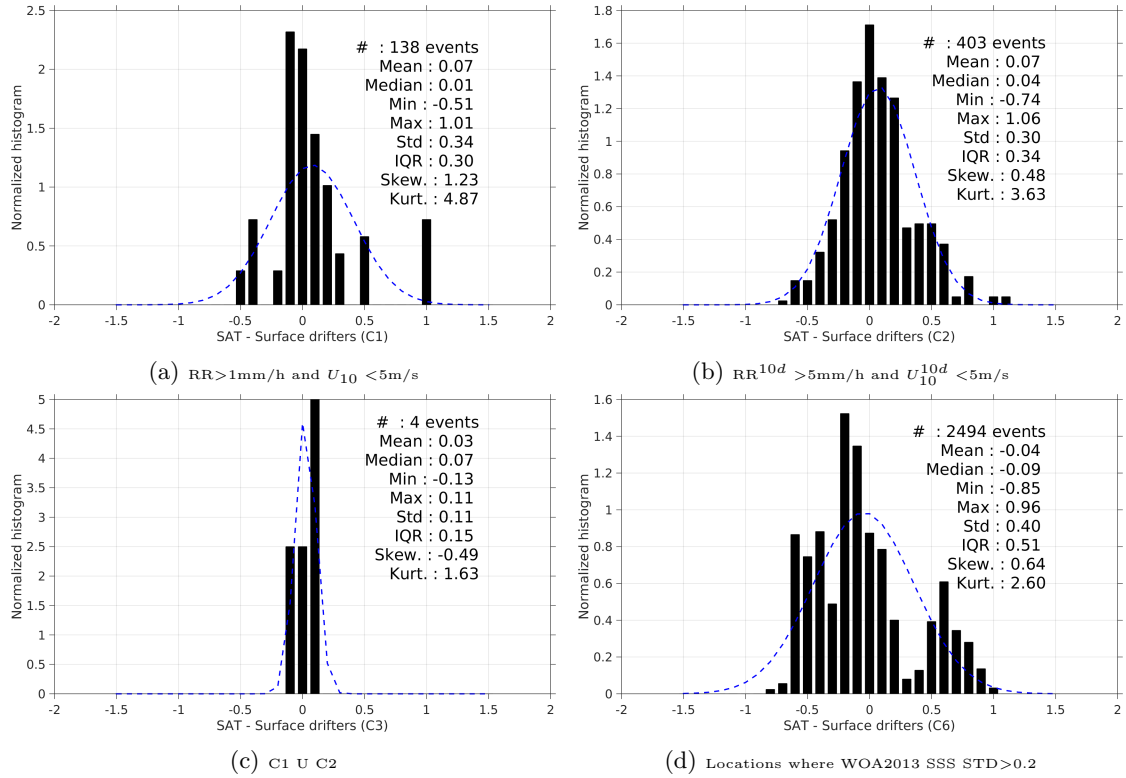 2.5
2
1.5
1
0.5
0
-2
-1.5
-1
-0.5
0
0.5
1
1.5
2
Normalized histogram
SAT - Surface drifters (C1)
# : 138 events
Mean : 0.07
Median : 0.01
Min : -0.51
Max : 1.01
Std : 0.34
IQR : 0.30
Skew. : 1.23
Kurt. : 4.87
(a) RR>1mm/h and U10 <5m/s
1.8
1.6
1.4
1.2
1
0.8
0.6
0.4
0.2
0
-2
-1.5
-1
-0.5
0
0.5
1
1.5
2
Normalized histogram
SAT - Surface drifters (C2)
# : 403 events
Mean : 0.07
Median : 0.04
Min : -0.74
Max : 1.06
Std : 0.30
IQR : 0.34
Skew. : 0.48
Kurt. : 3.63
(b) RR^10d >5mm/h and U10^10d <5m/s
5
4.5
4
3.5
3
2.5
2
1.5
1
0.5
0
-2
-1.5
-1
-0.5
0
0.5
1
1.5
2
Normalized histogram
SAT - Surface drifters (C3)
# : 4 events
Mean : 0.03
Median : 0.07
Min : -0.13
Max : 0.11
Std : 0.11
IQR : 0.15
Skew. : -0.49
Kurt. : 1.63
(c) C1 U C2
1.6
1.4
1.2
1
0.8
0.6
0.4
0.2
0
-2
-1.5
-1
-0.5
0
0.5
1
1.5
2
Normalized histogram
SAT - Surface drifters (C6)
# : 2494 events
Mean : -0.04
Median : -0.09
Min : -0.85
Max : 0.96
Std : 0.40
IQR : 0.51
Skew. : 0.64
Kurt. : 2.60
(d) Locations where WOA2013 SSS STD>0.2